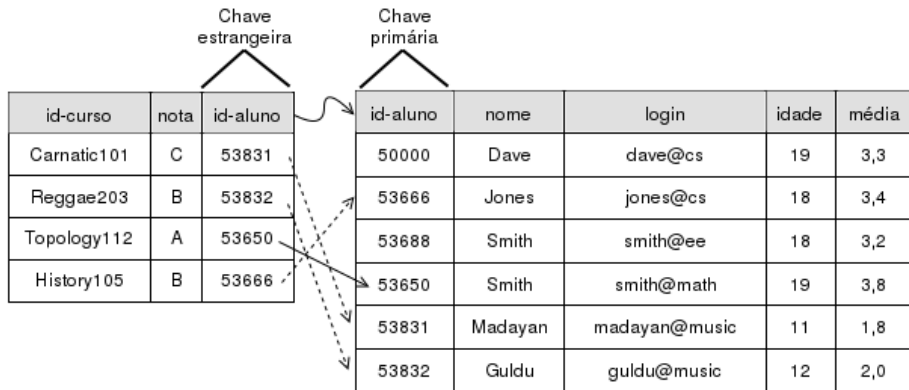 Chave estrangeira
Chave primária
id-curso nota id-aluno
Carnatic101 C 53831
Reggae203 B 53832
Topology112 A 53650
History105 B 53666
id-aluno nome login idade média
50000 Dave dave@cs 19 3,3
53666 Jones jones@cs 18 3,4
53688 Smith smith@ee 18 3,2
53650 Smith smith@math 19 3,8
53831 Madayan madayan@music 11 1,8
53832 Guldu guldu@music 12 2,0